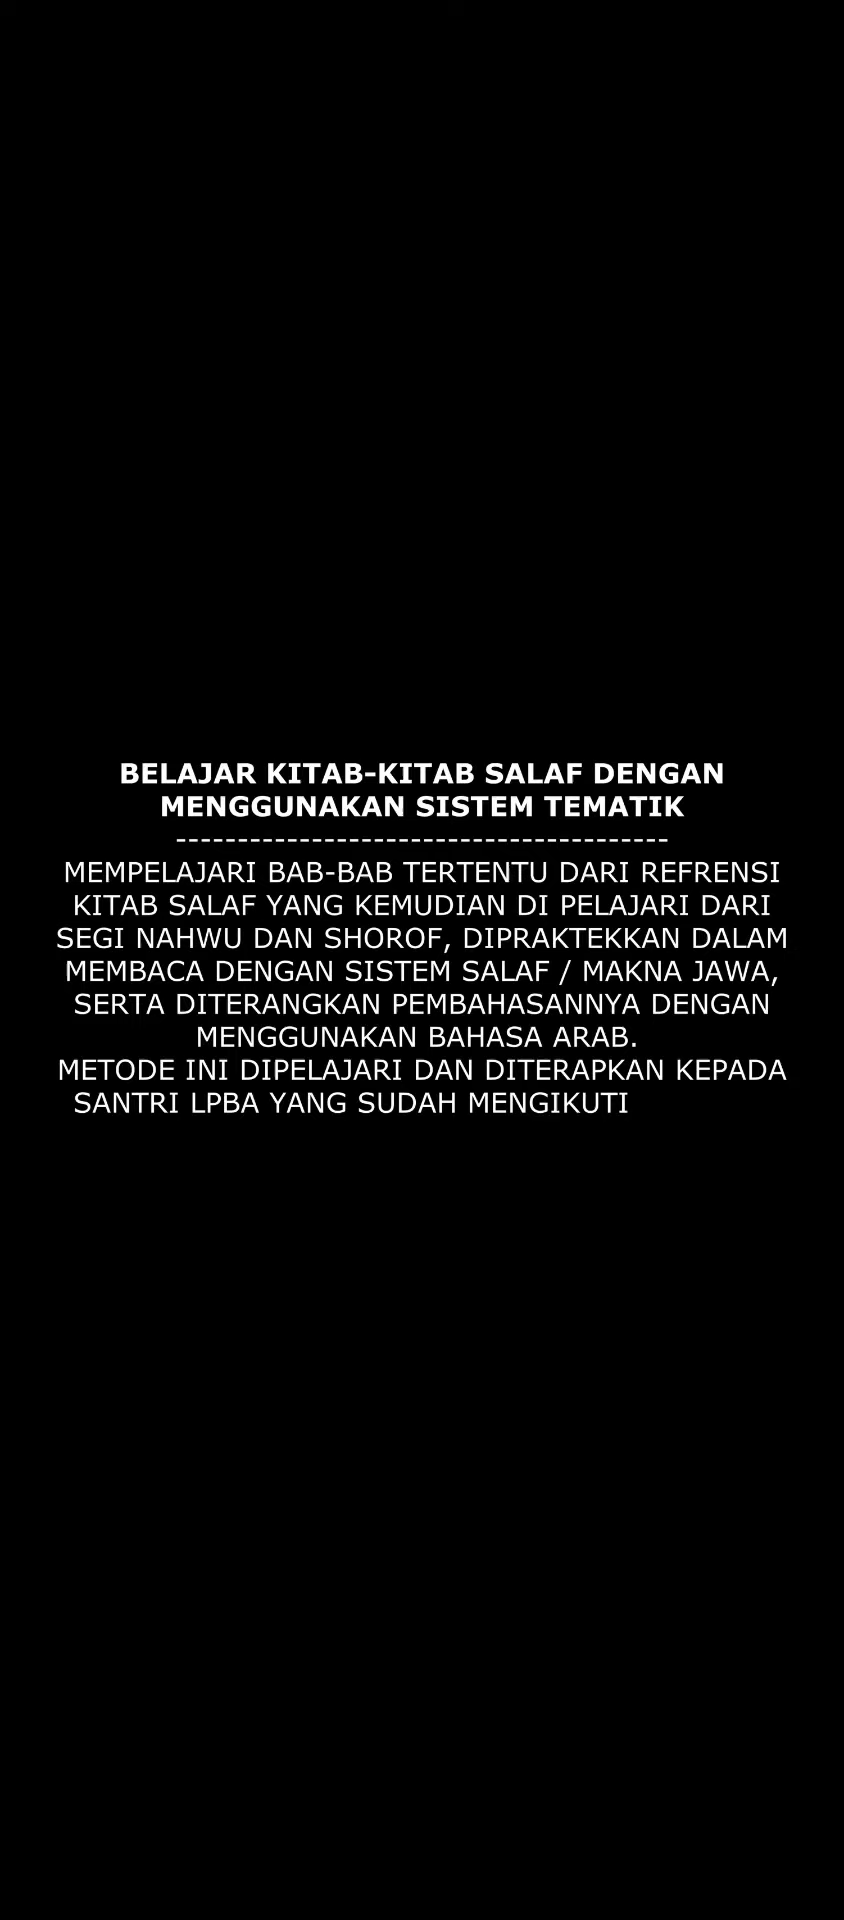 BELAJAR KITAB-KITAB SALAF DENGAN
MENGGUNAKAN SISTEM TEMATIK
----------------------------------------
MEMPELAJARI BAB-BAB TERTENTU DARI REFRENSI
KITAB SALAF YANG KEMUDIAN DI PELAJARI DARI
SEGI NAHWU DAN SHOROF, DIPRAKTEKKAN DALAM
MEMBACA DENGAN SISTEM SALAF / MAKNA JAWA,
SERTA DITERANGKAN PEMBAHASANNYA DENGAN
MENGGUNAKAN BAHASA ARAB.
METODE INI DIPELAJARI DAN DITERAPKAN KEPADA
SANTRI LPBA YANG SUDAH MENGIKUTI